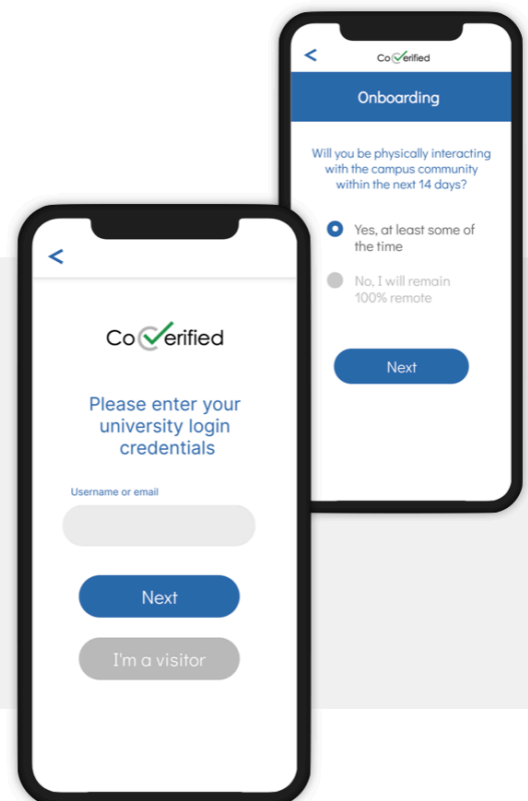 <
CoVerified
Onboarding
Will you be physically interacting
with the campus community
within the next 14 days?
Yes, at least some of
the time
No, I will remain
100% remote
Next
<
CoVerified
Please enter your
university login
credentials
Username or email
Next
I'm a visitor